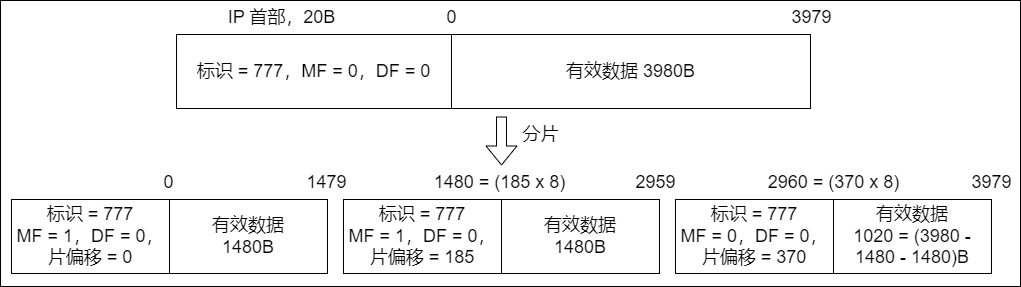 IP 首部，20B
0
3979
标识 = 777，MF = 0，DF = 0
有效数据 3980B
分片
0
1479
1480 = (185 x 8)
2959
2960 = (370 x 8)
3979
标识 = 777
MF = 1，DF = 0，
片偏移 = 0
有效数据
1480B
标识 = 777
MF = 1，DF = 0，
片偏移 = 185
有效数据
1480B
标识 = 777
MF = 0，DF = 0，
片偏移 = 370
有效数据
1020 = (3980 -
1480 - 1480)B